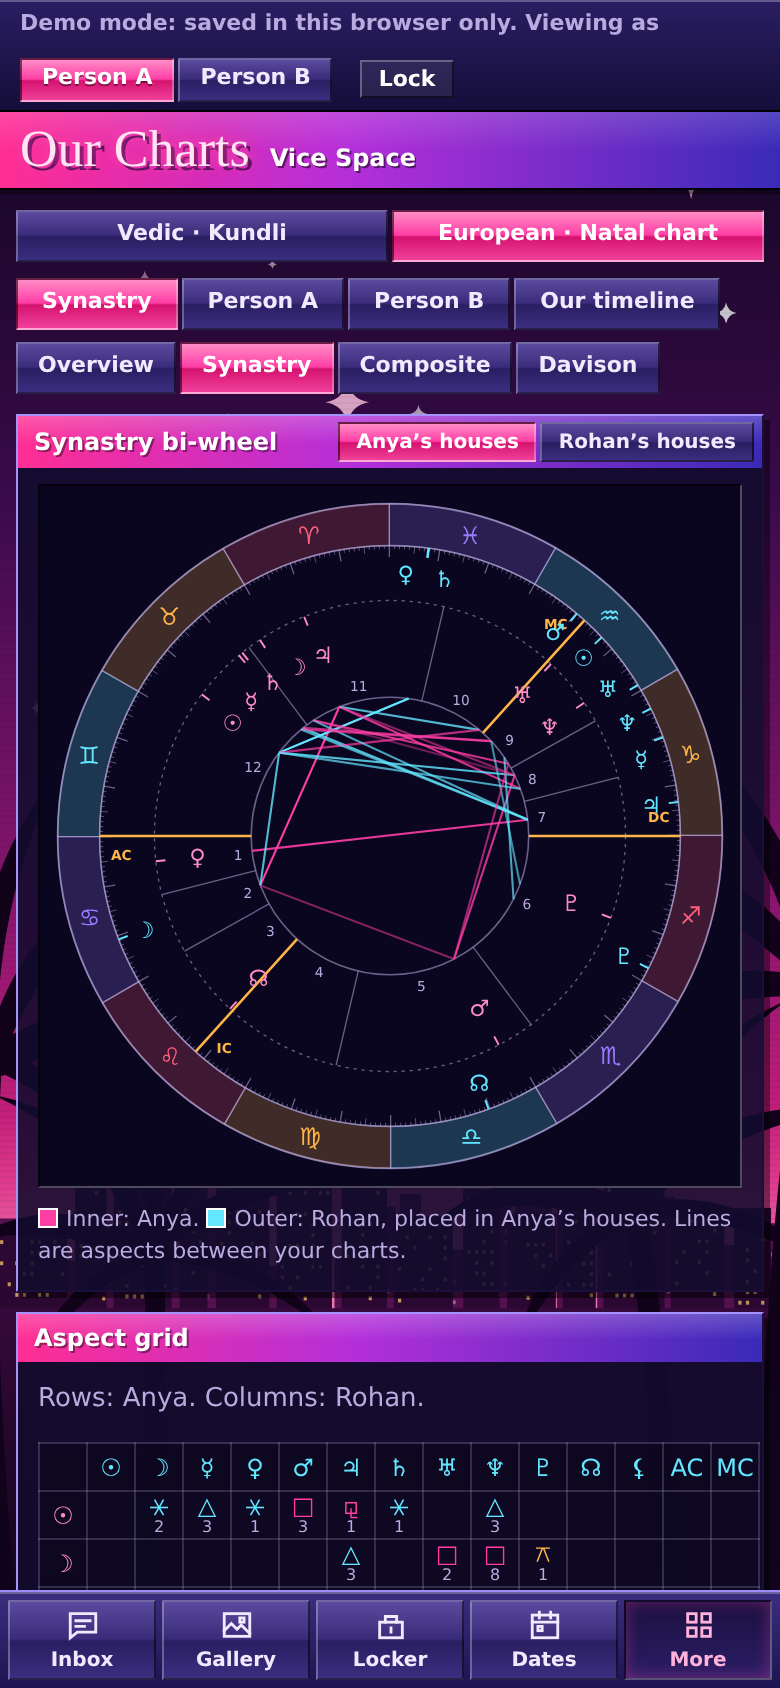 Demo mode: saved in this browser only. Viewing as
Person A Person B Lock
Our Charts Vice Space
Vedic · Kundli European · Natal chart
Synastry Person A Person B Our timeline
Overview Synastry Composite Davison
Synastry bi-wheel Anya’s houses Rohan’s houses
♈ ♓
♀ ♄
♉ MC ♂ ♒
☽ ♃ ☉
♄ 11 ♅
☿ 10 ♅
☉ ♆ ♆
9
♊ ☿ ♑
12 8
♃
7 DC
AC ♀ 1
2 6 ♇
♋ ☽ 3 ♐
4 5 ♇
☊
♂
IC
♌ ♏
☊
♍ ♎
Inner: Anya. Outer: Rohan, placed in Anya’s houses. Lines
are aspects between your charts.
Aspect grid
Rows: Anya. Columns: Rohan.
☉ ☽ ☿ ♀ ♂ ♃ ♄ ♅ ♆ ♇ ☊ ⚸ AC MC
☉ ⚹ △ ⚹ □ ⚼ ⚹ △
2 3 1 3 1 1 3
☽ △ □ □ ⚻
3 2 8 1
Inbox Gallery Locker Dates More